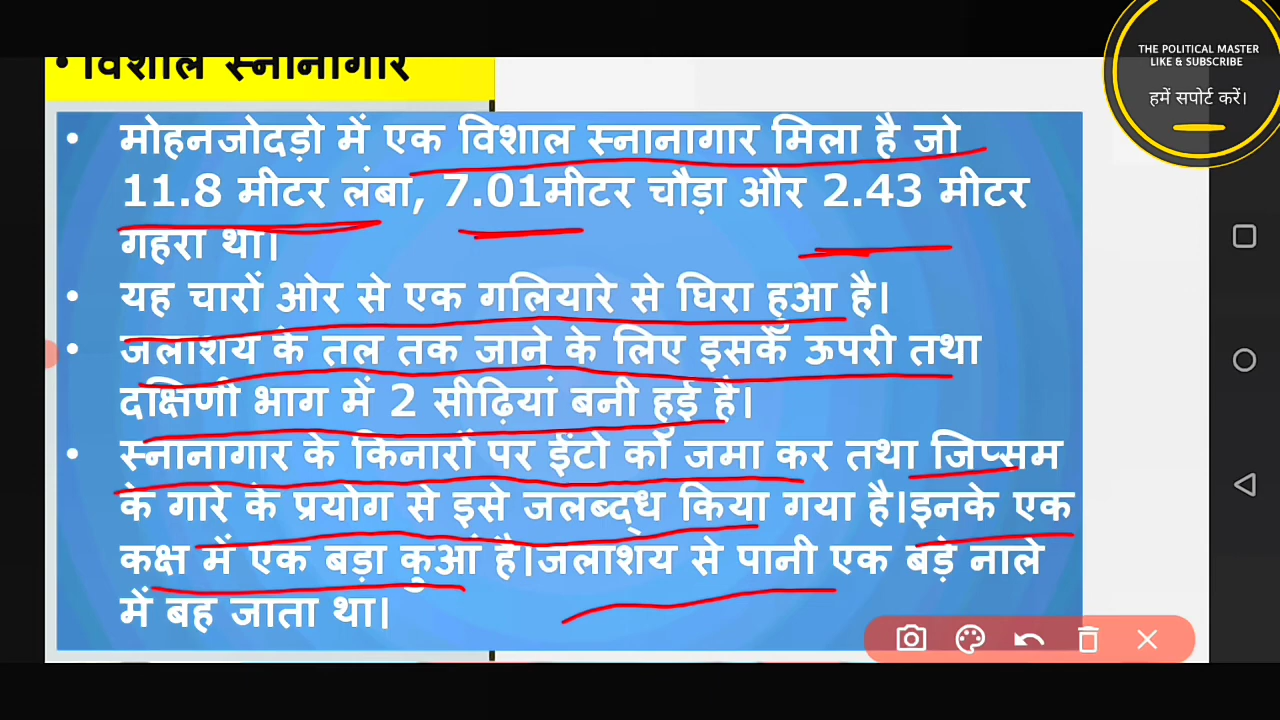 • विशाल स्नानागार
THE POLITICAL MASTER
LIKE & SUBSCRIBE
हमें सपोर्ट करें।
• मोहनजोदड़ो में एक विशाल स्नानागार मिला है जो
11.8 मीटर लंबा, 7.01मीटर चौड़ा और 2.43 मीटर
गहरा था।
• यह चारों ओर से एक गलियारे से घिरा हुआ है।
• जलाशय के तल तक जाने के लिए इसके ऊपरी तथा
दक्षिणी भाग में 2 सीढ़ियां बनी हुई है।
• स्नानागार के किनारों पर ईंटो को जमा कर तथा जिप्सम
के गारे के प्रयोग से इसे जलब्द्ध किया गया है।इनके एक
कक्ष में एक बड़ा कुआं है।जलाशय से पानी एक बड़े नाले
में बह जाता था।